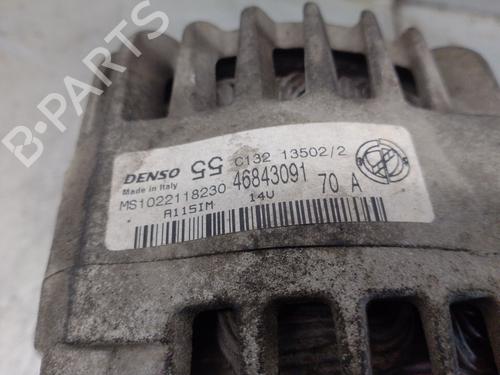 B-PARTS
DENSO 55 C132 13502/2
Made in Italy
MS1022118230 46843091 70 A
A115IM 14V